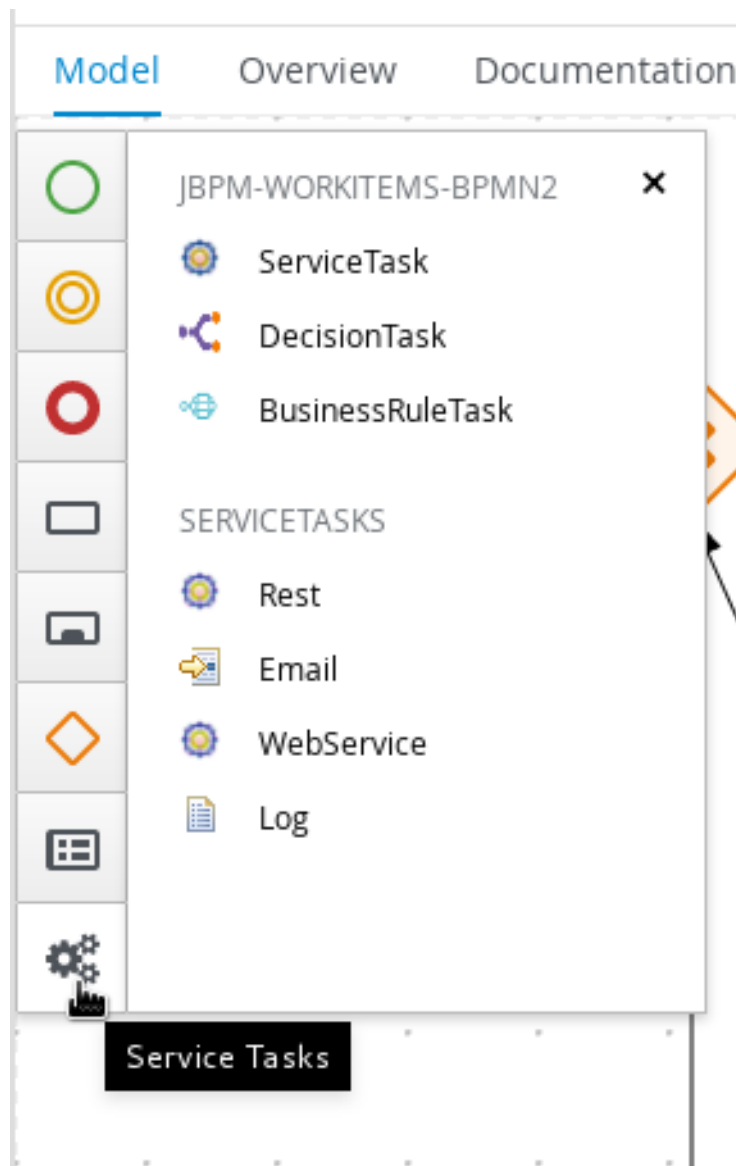 Model Overview Documentation
JBPM-WORKITEMS-BPMN2
ServiceTask
DecisionTask
BusinessRuleTask
SERVICETASKS
Rest
Email
WebService
Log
Service Tasks